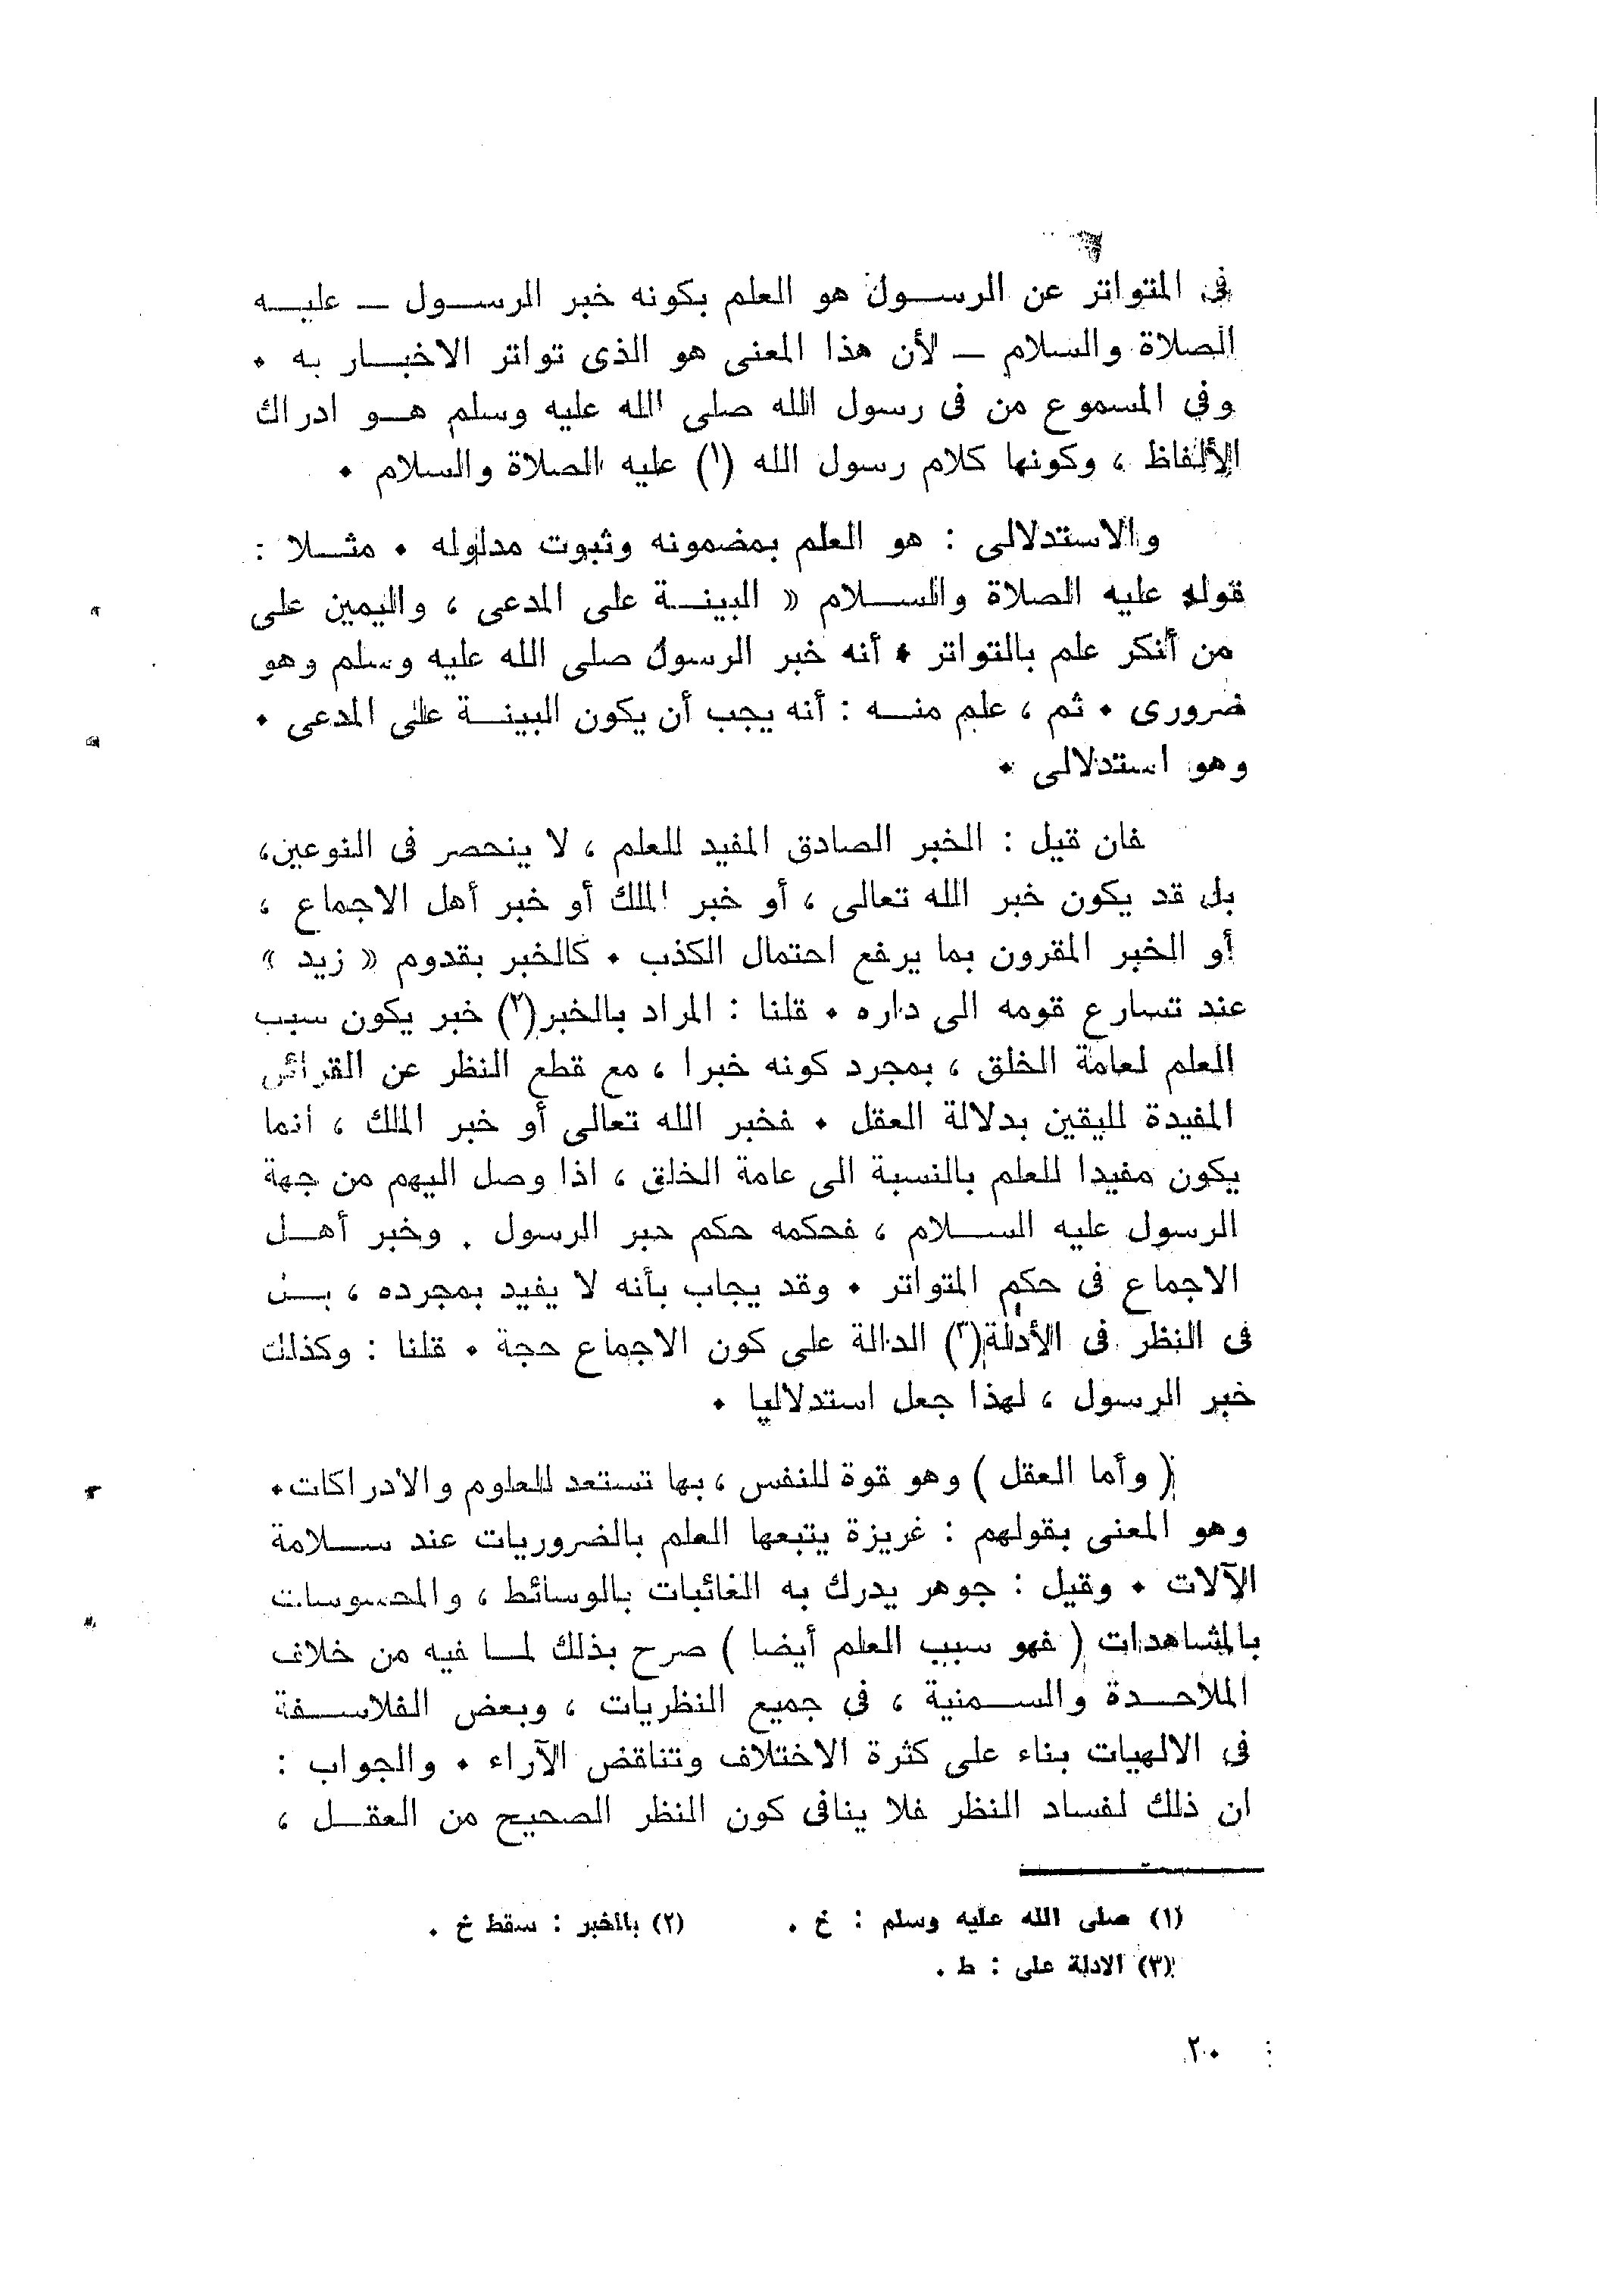 فى المتواتر عن الرسول هو العلم بكونه خبر الرسول — عليه
الصلاة والسلام — لأن هذا المعنى هو الذى تواتر الاخبار به .
وفي المسموع من فى رسول الله صلى الله عليه وسلم هو ادراك
الألفاظ ، وكونها كلام رسول الله (١) عليه الصلاة والسلام .
والاستدلالى : هو العلم بمضمونه وثبوت مدلوله . مثلا :
قوله عليه الصلاة والسلام « البينة على المدعى ، واليمين على
من أنكر علم بالتواتر . أنه خبر الرسول صلى الله عليه وسلم وهو
ضرورى . ثم ، علم منه : أنه يجب أن يكون البينة على المدعى .
وهو استدلالى .
فان قيل : الخبر الصادق المفيد للعلم ، لا ينحصر فى النوعين،
بل قد يكون خبر الله تعالى ، أو خبر الملك أو خبر أهل الاجماع ،
أو الخبر المقرون بما يرفع احتمال الكذب . كالخبر بقدوم « زيد »
عند تسارع قومه الى داره . قلنا : المراد بالخبر(٢) خبر يكون سبب
العلم لعامة الخلق ، بمجرد كونه خبرا ، مع قطع النظر عن القرائن
المفيدة لليقين بدلالة العقل . فخبر الله تعالى أو خبر الملك ، انما
يكون مفيدا للعلم بالنسبة الى عامة الخلق ، اذا وصل اليهم من جهة
الرسول عليه السلام ، فحكمه حكم خبر الرسول . وخبر أهل
الاجماع فى حكم المتواتر . وقد يجاب بأنه لا يفيد بمجرده ، بل
فى النظر فى الأدلة(٣) الدالة على كون الاجماع حجة . قلنا : وكذلك
خبر الرسول ، لهذا جعل استدلاليا .
( وأما العقل ) وهو قوة للنفس ، بها تستعد للعلوم والادراكات.
وهو المعنى بقولهم : غريزة يتبعها العلم بالضروريات عند سلامة
الآلات . وقيل : جوهر يدرك به الغائبات بالوسائط ، والمحسوسات
بالمشاهدات ( فهو سبب العلم أيضا ) صرح بذلك لما فيه من خلاف
الملاحدة والسمنية ، في جميع النظريات ، وبعض الفلاسفة
فى الالهيات بناء على كثرة الاختلاف وتناقض الآراء . والجواب :
ان ذلك لفساد النظر فلا ينافى كون النظر الصحيح من العقل ،
(١) صلى الله عليه وسلم : خ . (٢) بالخبر : سقط خ .
(٣) الادلة على : ط .
٢٠